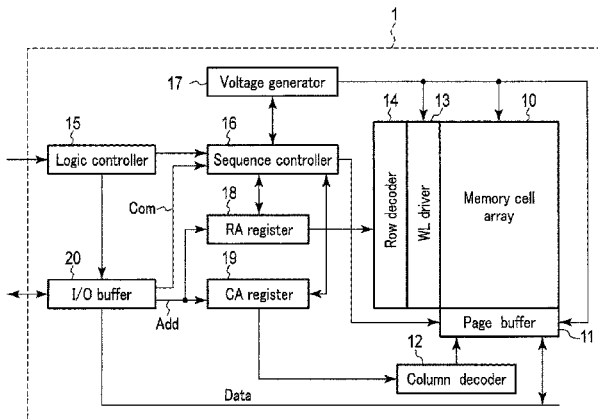 1
17
Voltage generator
14
13
10
15
Logic controller
16
Sequence controller
Row decoder
WL driver
Memory cell
array
Com
18
RA register
20
I/O buffer
19
CA register
Add
Page buffer
11
12
Column decoder
Data